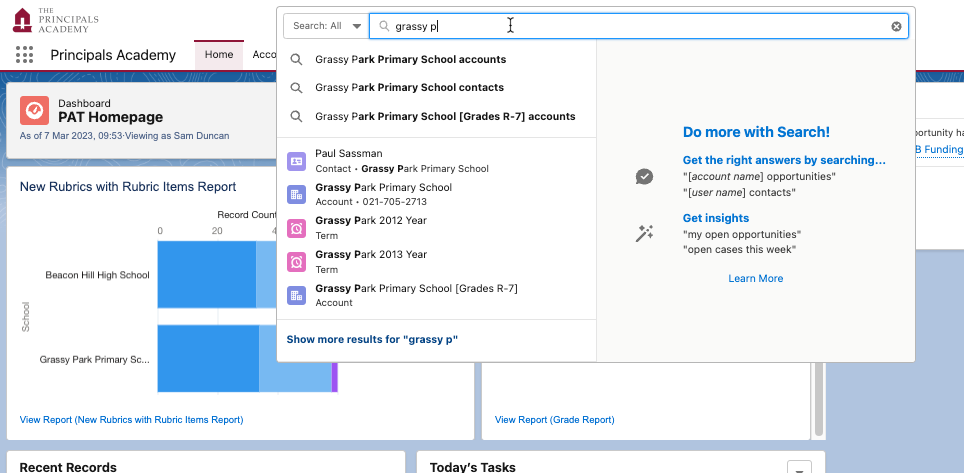 THE
PRINCIPALS
ACADEMY
Search: All
grassy p
Principals Academy
Home
Acco
Grassy Park Primary School accounts
Grassy Park Primary School contacts
Grassy Park Primary School [Grades R-7] accounts
Paul Sassman
Contact • Grassy Park Primary School
Grassy Park Primary School
Account • 021-705-2713
Grassy Park 2012 Year
Term
Grassy Park 2013 Year
Term
Grassy Park Primary School [Grades R-7]
Account
Show more results for "grassy p"
Do more with Search!
Get the right answers by searching...
"[account name] opportunities"
"[user name] contacts"
Get insights
"my open opportunities"
"open cases this week"
Learn More
Dashboard
PAT Homepage
As of 7 Mar 2023, 09:53·Viewing as Sam Duncan
portunity ha
B Funding
New Rubrics with Rubric Items Report
Record Count
0
20
4
School
Beacon Hill High School
Grassy Park Primary Sc...
View Report (New Rubrics with Rubric Items Report)
View Report (Grade Report)
Recent Records
Today's Tasks